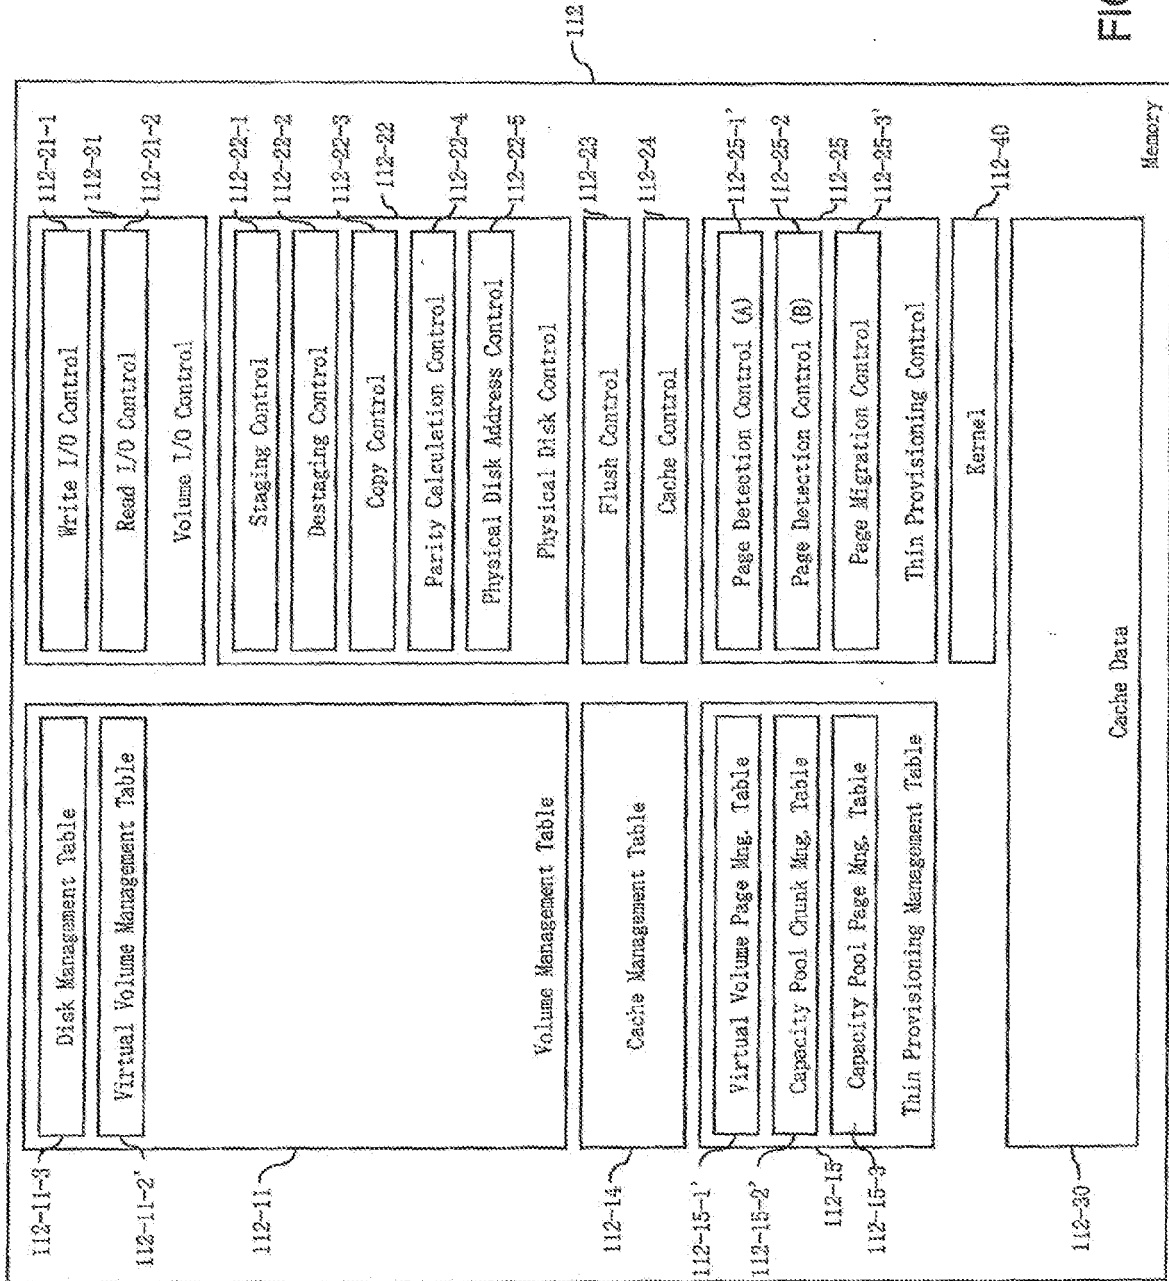 112-11-3
Disk Management Table
112-11-2'
Virtual Volume Management Table
112-11
Volume Management Table
112-14
Cache Management Table
112-15-1'
Virtual Volume Page Mng. Table
112-15-2'
Capacity Pool Chunk Mng. Table
112-15
112-15-3
Capacity Pool Page Mng. Table
Thin Provisioning Management Table
112-30
Cache Data
Write I/O Control
112-21-1
112-21
Read I/O Control
112-21-2
Volume I/O Control
Staging Control
112-22-1
Destaging Control
112-22-2
Copy Control
112-22-3
112-22
Parity Calculation Control
112-22-4
Physical Disk Address Control
112-22-5
Physical Disk Control
Flush Control
112-23
Cache Control
112-24
Page Detection Control (A)
112-25-1'
Page Detection Control (B)
112-25-2
112-25
Page Migration Control
112-25-3'
Thin Provisioning Control
Kernel
112-40
Memory
112